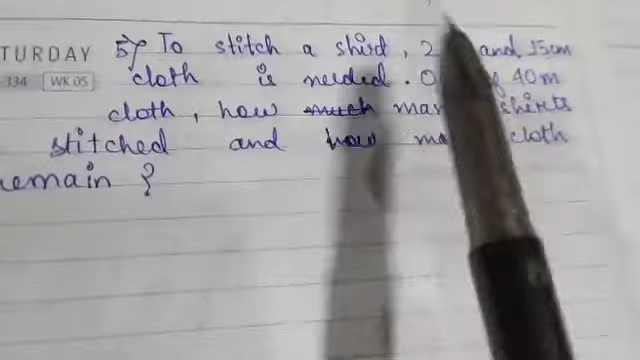 TURDAY 5) To stitch a shirt, 2 and 15cm
334 WK 05 cloth is needed. 40m
cloth, how much shirts
stitched and how cloth
remain ?